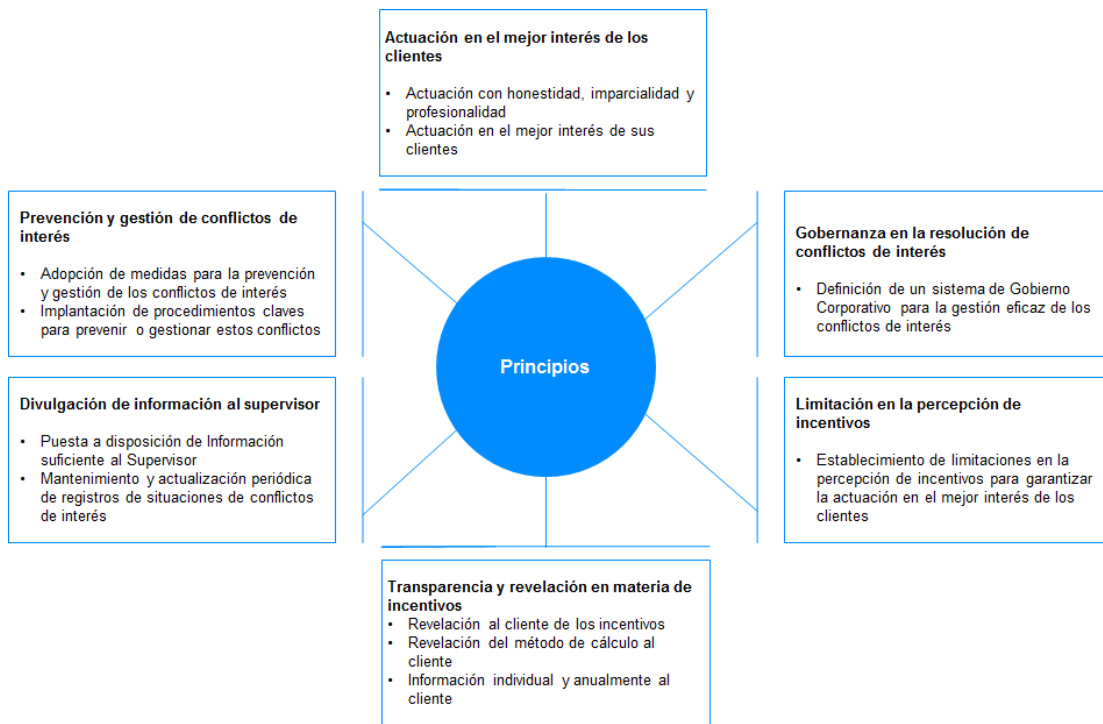 Actuación en el mejor interés de los
clientes
• Actuación con honestidad, imparcialidad y
profesionalidad
• Actuación en el mejor interés de sus
clientes
Prevención y gestión de conflictos de
interés
• Adopción de medidas para la prevención
y gestión de los conflictos de interés
• Implantación de procedimientos claves
para prevenir o gestionar estos conflictos
Gobernanza en la resolución de
conflictos de interés
• Definición de un sistema de Gobierno
Corporativo para la gestión eficaz de los
conflictos de interés
Principios
Divulgación de información al supervisor
• Puesta a disposición de Información
suficiente al Supervisor
• Mantenimiento y actualización periódica
de registros de situaciones de conflictos
de interés
Limitación en la percepción de
incentivos
• Establecimiento de limitaciones en la
percepción de incentivos para garantizar
la actuación en el mejor interés de los
clientes
Transparencia y revelación en materia de
incentivos
• Revelación al cliente de los incentivos
• Revelación del método de cálculo al
cliente
• Información individual y anualmente al
cliente